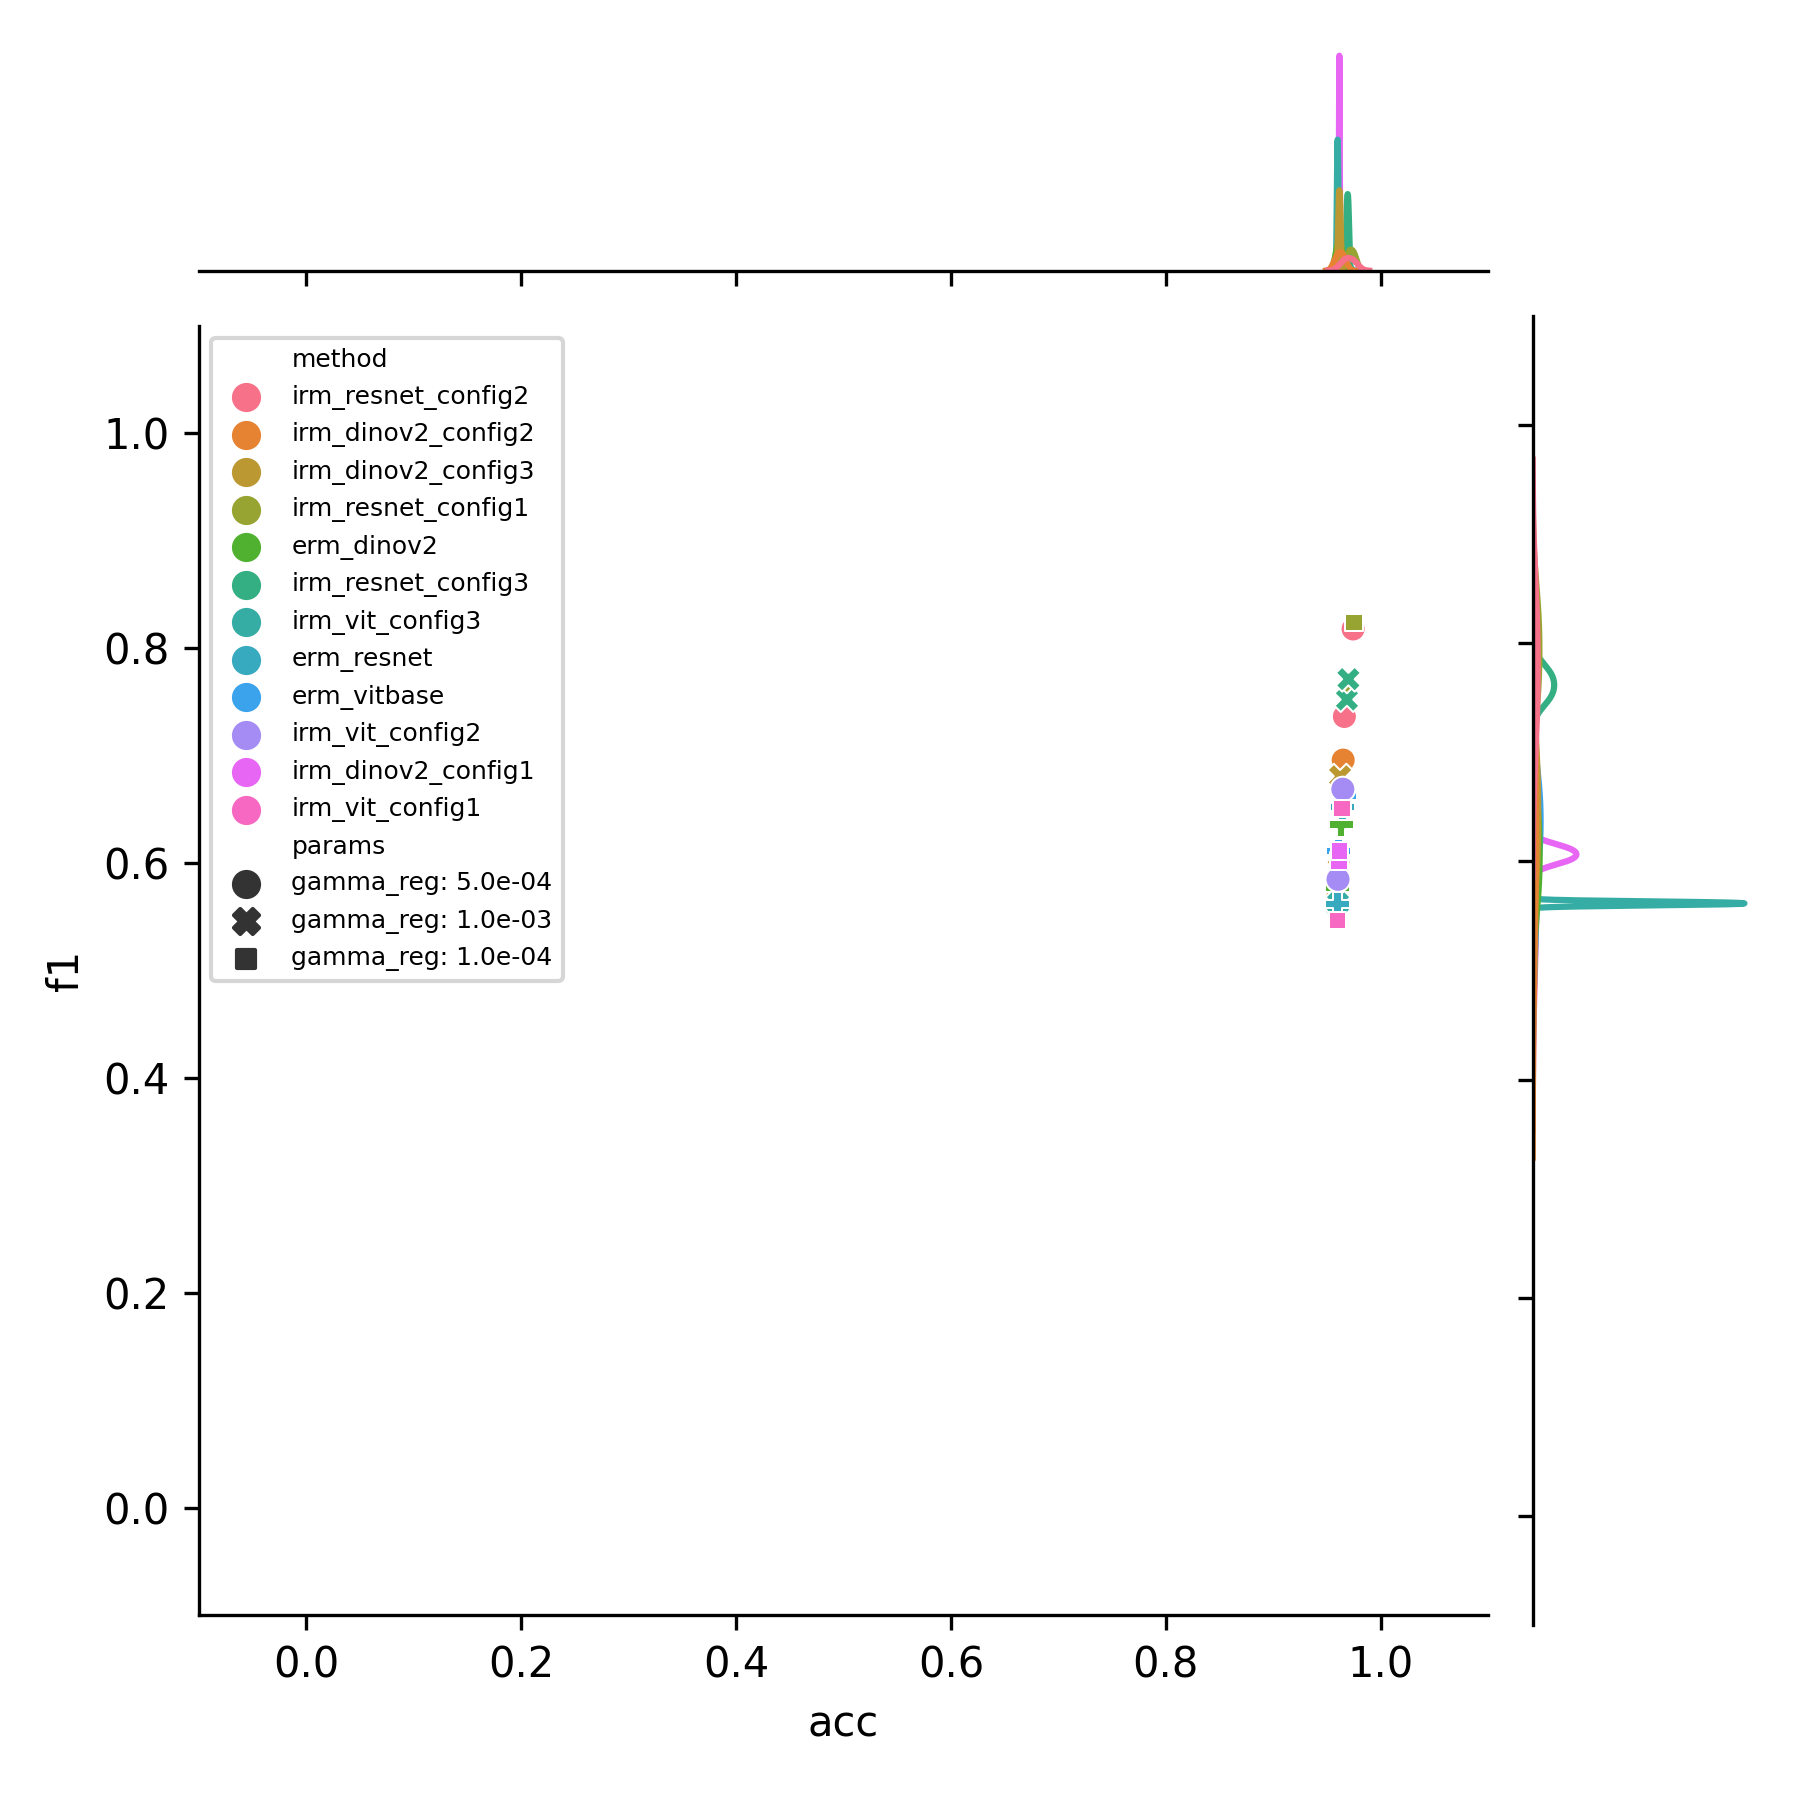 method
irm_resnet_config2
irm_dinov2_config2
irm_dinov2_config3
irm_resnet_config1
erm_dinov2
irm_resnet_config3
irm_vit_config3
erm_resnet
erm_vitbase
irm_vit_config2
irm_dinov2_config1
irm_vit_config1
params
gamma_reg: 5.0e-04
gamma_reg: 1.0e-03
gamma_reg: 1.0e-04
1.0
0.8
0.6
0.4
0.2
0.0
f1
0.0 0.2 0.4 0.6 0.8 1.0
acc